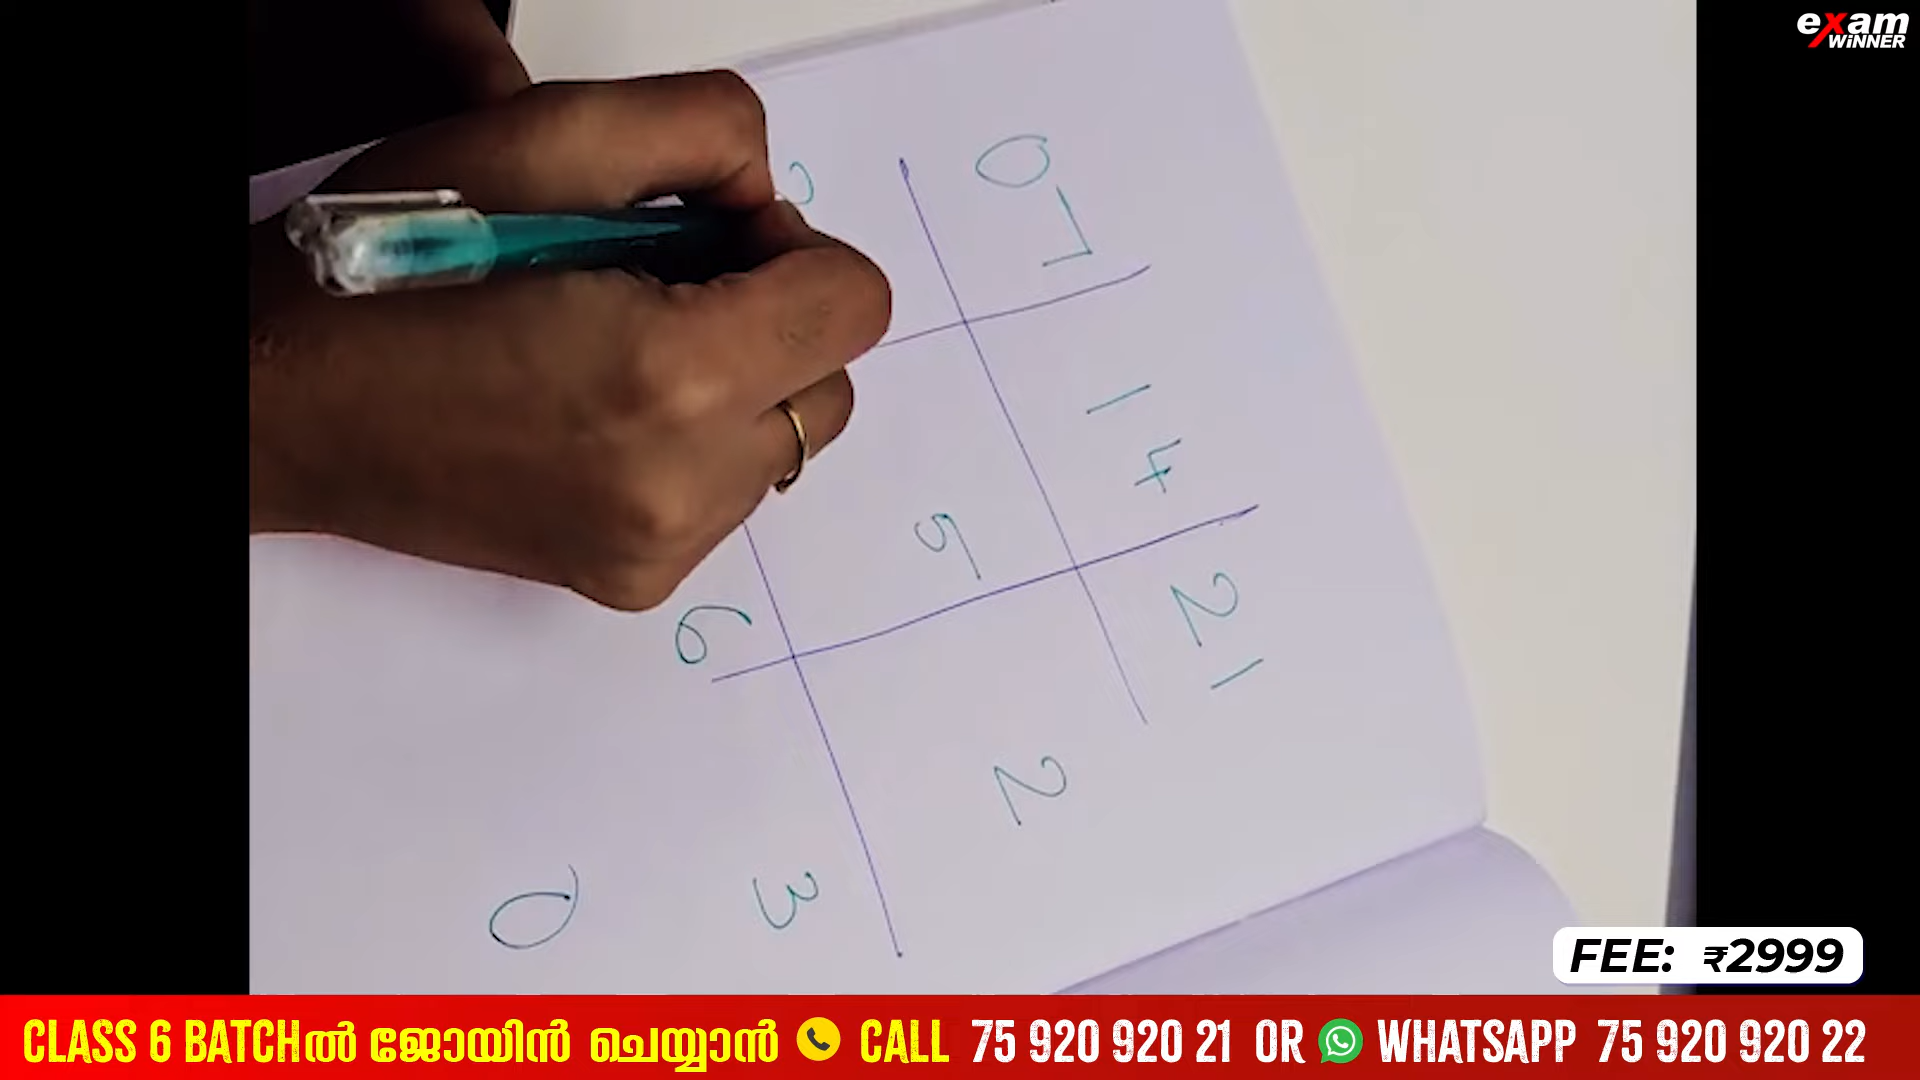 exam
WINNER
07 14 21
5 2
6 3
0
FEE: ₹2999
CLASS 6 BATCHൽ ജോയിൻ ചെയ്യാൻ CALL 75 920 920 21 OR WHATSAPP 75 920 920 22